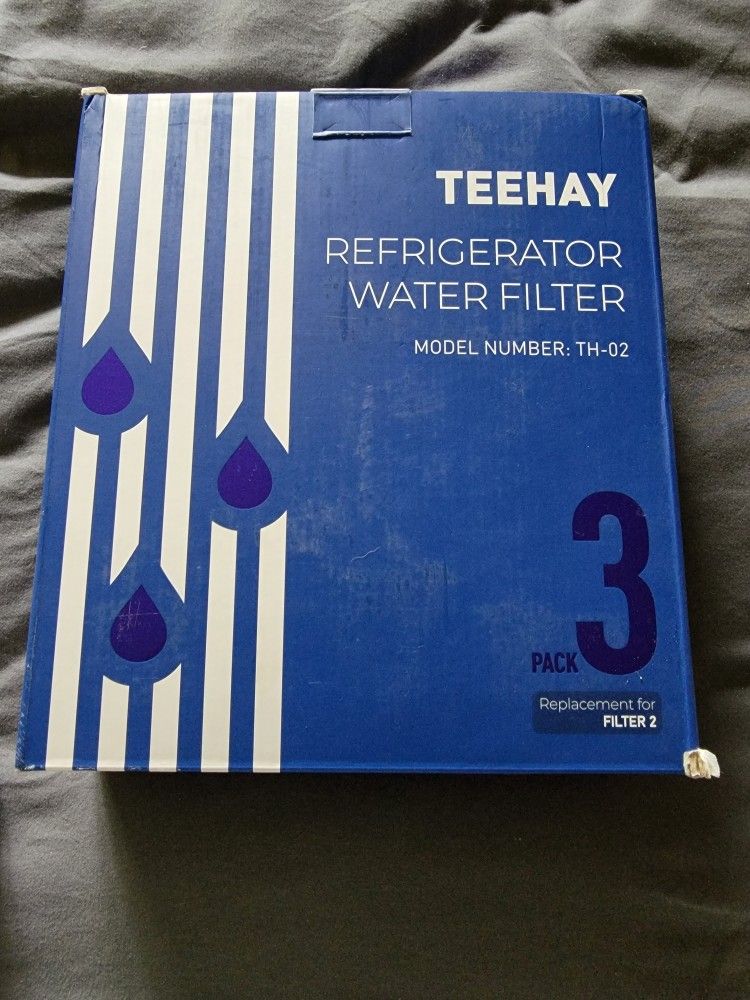 TEEHAY
REFRIGERATOR
WATER FILTER
MODEL NUMBER: TH-02
3
PACK
Replacement for
FILTER 2